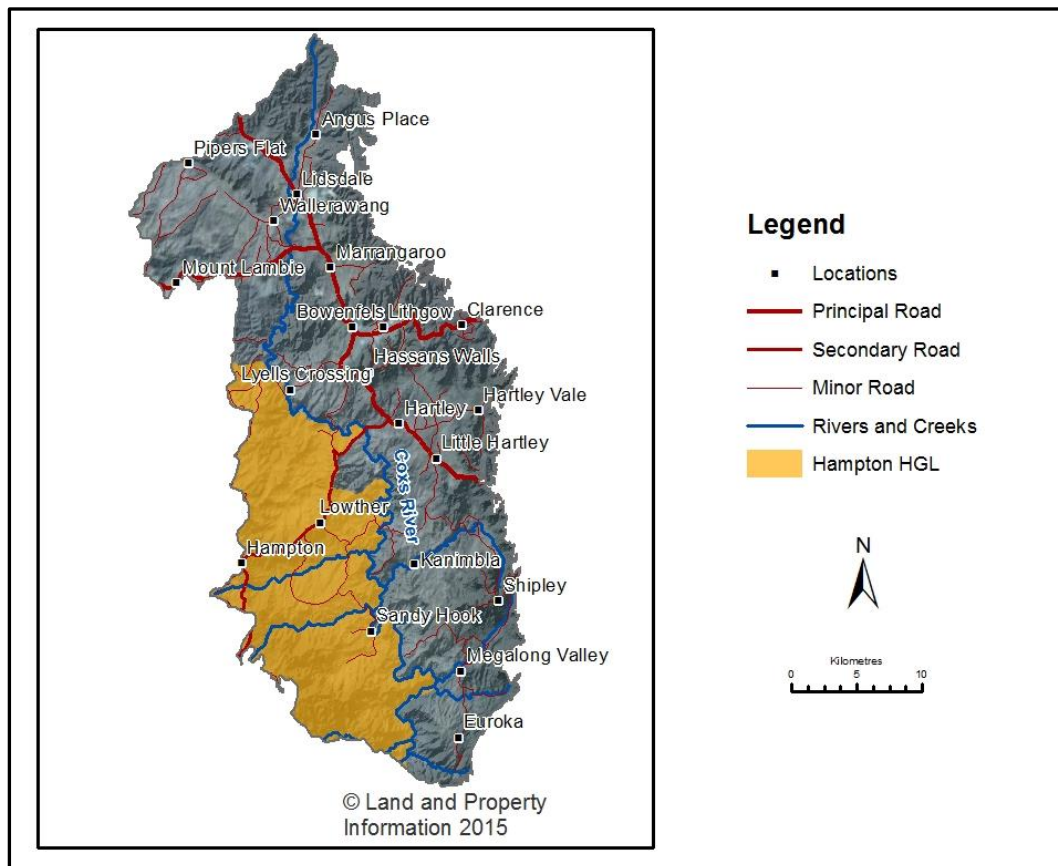 Angus Place
Pipers Flat
Lidsdale
Wallerawang
Marrangaroo
Mount Lambie
Bowenfels Lithgow
Clarence
Hassans Walls
Lyells Crossing
Hartley Vale
Hartley
Little Hartley
Coxs River
Lowther
Hampton
Kanimbla
Shipley
Sandy Hook
Megalong Valley
Euroka
© Land and Property
Information 2015
Legend
Locations
Principal Road
Secondary Road
Minor Road
Rivers and Creeks
Hampton HGL
N
Kilometres
0 5 10